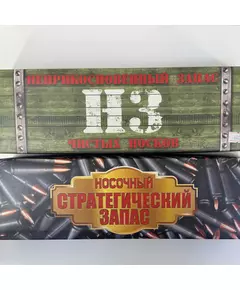 НЕПРИКОСНОВЕННЫЙ ЗАПАС
НЗ
ЧИСТЫХ НОСКОВ
НОСОЧНЫЙ
СТРАТЕГИЧЕСКИЙ
ЗАПАС